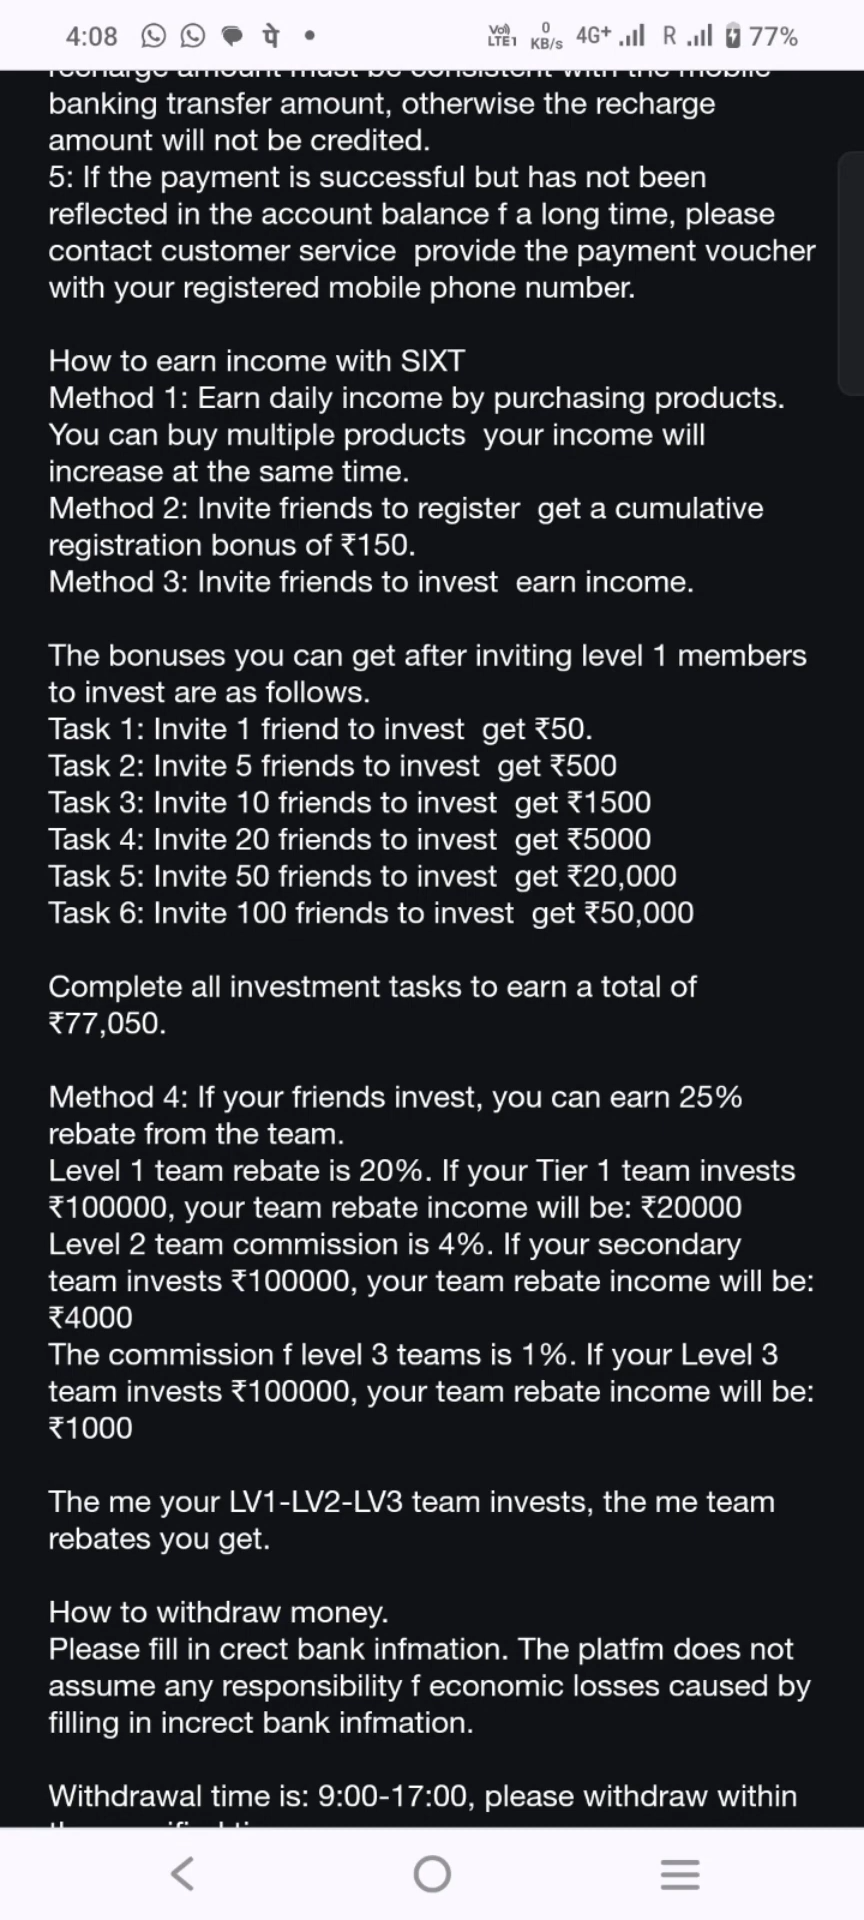 4:08 पे VoD LTE1 0 KB/s 4G+ R 77%
recharge amount must be consistent with the mobile
banking transfer amount, otherwise the recharge
amount will not be credited.
5: If the payment is successful but has not been
reflected in the account balance f a long time, please
contact customer service  provide the payment voucher
with your registered mobile phone number.
How to earn income with SIXT
Method 1: Earn daily income by purchasing products.
You can buy multiple products  your income will
increase at the same time.
Method 2: Invite friends to register  get a cumulative
registration bonus of ₹150.
Method 3: Invite friends to invest  earn income.
The bonuses you can get after inviting level 1 members
to invest are as follows.
Task 1: Invite 1 friend to invest  get ₹50.
Task 2: Invite 5 friends to invest  get ₹500
Task 3: Invite 10 friends to invest  get ₹1500
Task 4: Invite 20 friends to invest  get ₹5000
Task 5: Invite 50 friends to invest  get ₹20,000
Task 6: Invite 100 friends to invest  get ₹50,000
Complete all investment tasks to earn a total of
₹77,050.
Method 4: If your friends invest, you can earn 25%
rebate from the team.
Level 1 team rebate is 20%. If your Tier 1 team invests
₹100000, your team rebate income will be: ₹20000
Level 2 team commission is 4%. If your secondary
team invests ₹100000, your team rebate income will be:
₹4000
The commission f level 3 teams is 1%. If your Level 3
team invests ₹100000, your team rebate income will be:
₹1000
The me your LV1-LV2-LV3 team invests, the me team
rebates you get.
How to withdraw money.
Please fill in crect bank infmation. The platfm does not
assume any responsibility f economic losses caused by
filling in increct bank infmation.
Withdrawal time is: 9:00-17:00, please withdraw within